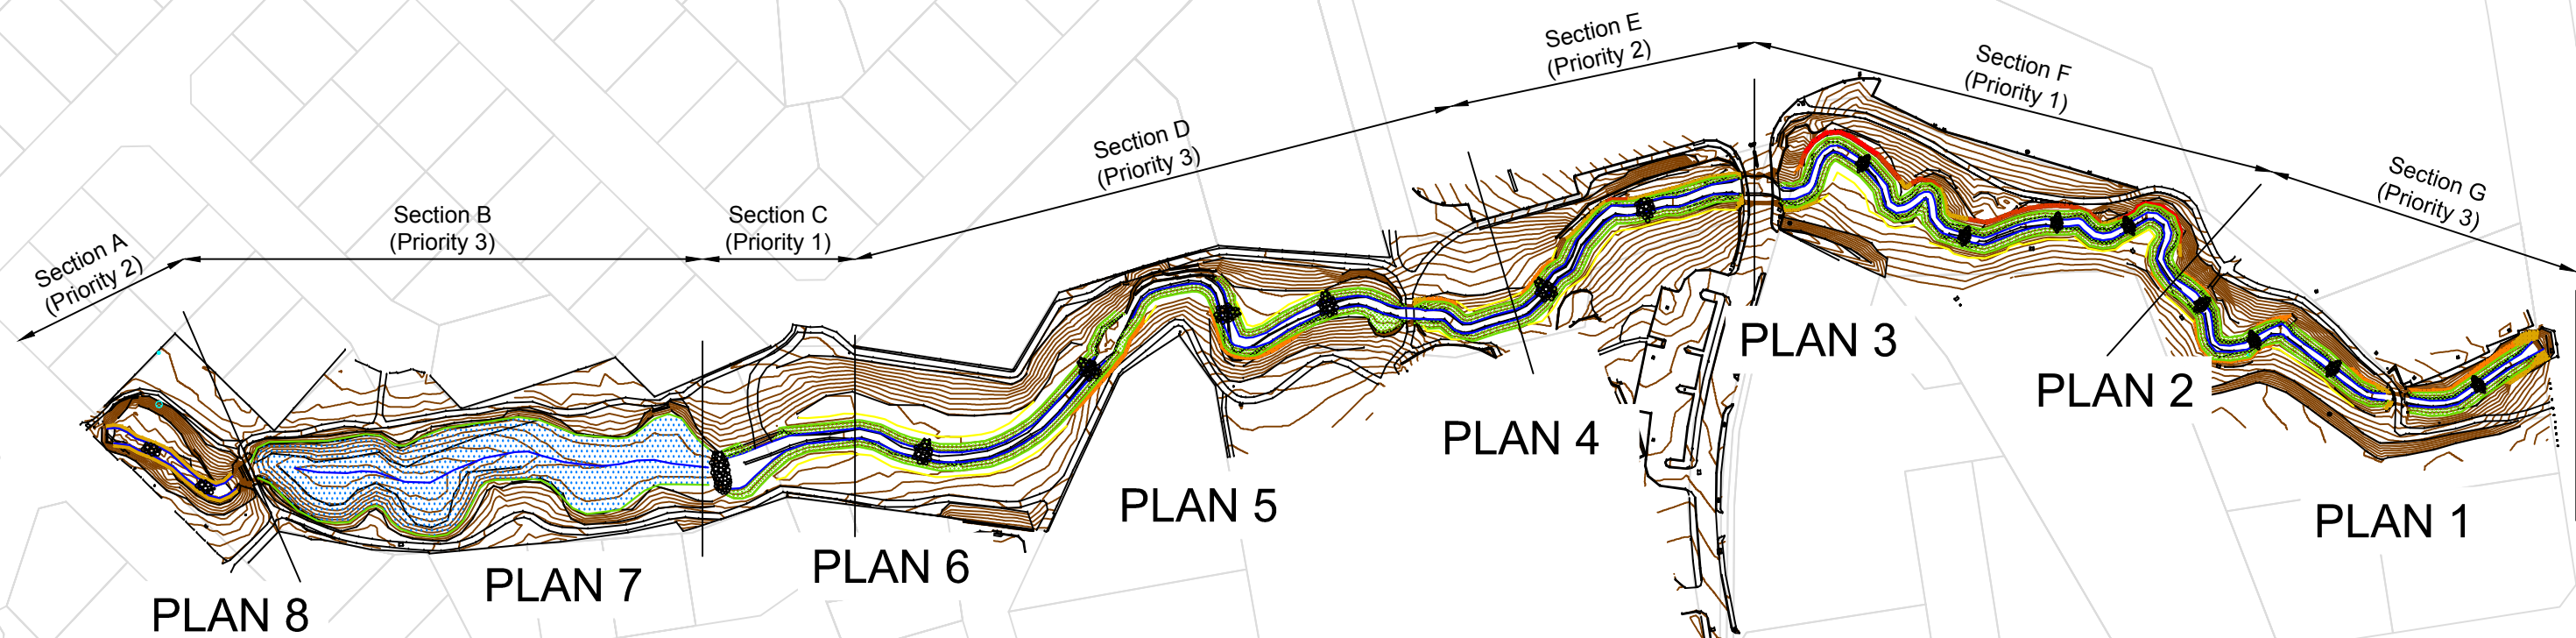 Section A
(Priority 2)
Section B
(Priority 3)
Section C
(Priority 1)
Section D
(Priority 3)
Section E
(Priority 2)
Section F
(Priority 1)
Section G
(Priority 3)
PLAN 8
PLAN 7
PLAN 6
PLAN 5
PLAN 4
PLAN 3
PLAN 2
PLAN 1